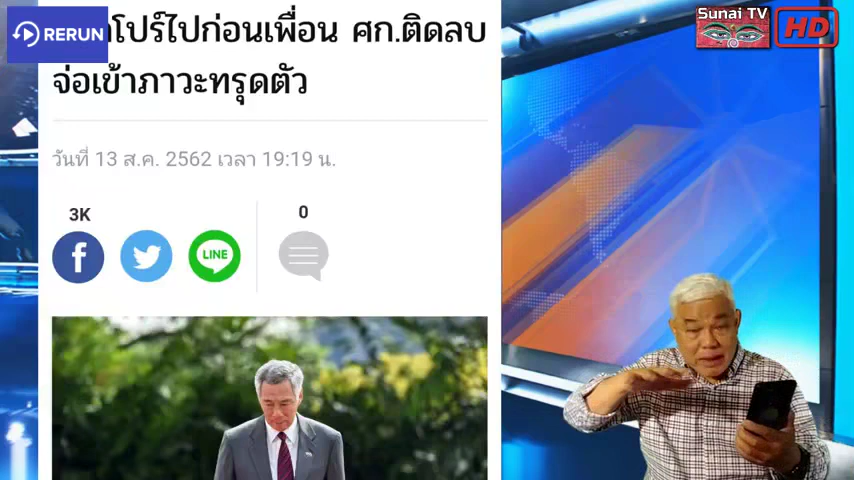 RERUN
โปร์ไปก่อนเพื่อน ศก.ติดลบ
จ่อเข้าภาวะทรุดตัว
วันที่ 13 ส.ค. 2562 เวลา 19:19 น.
3K
0
f
LINE
Sunai TV
HD